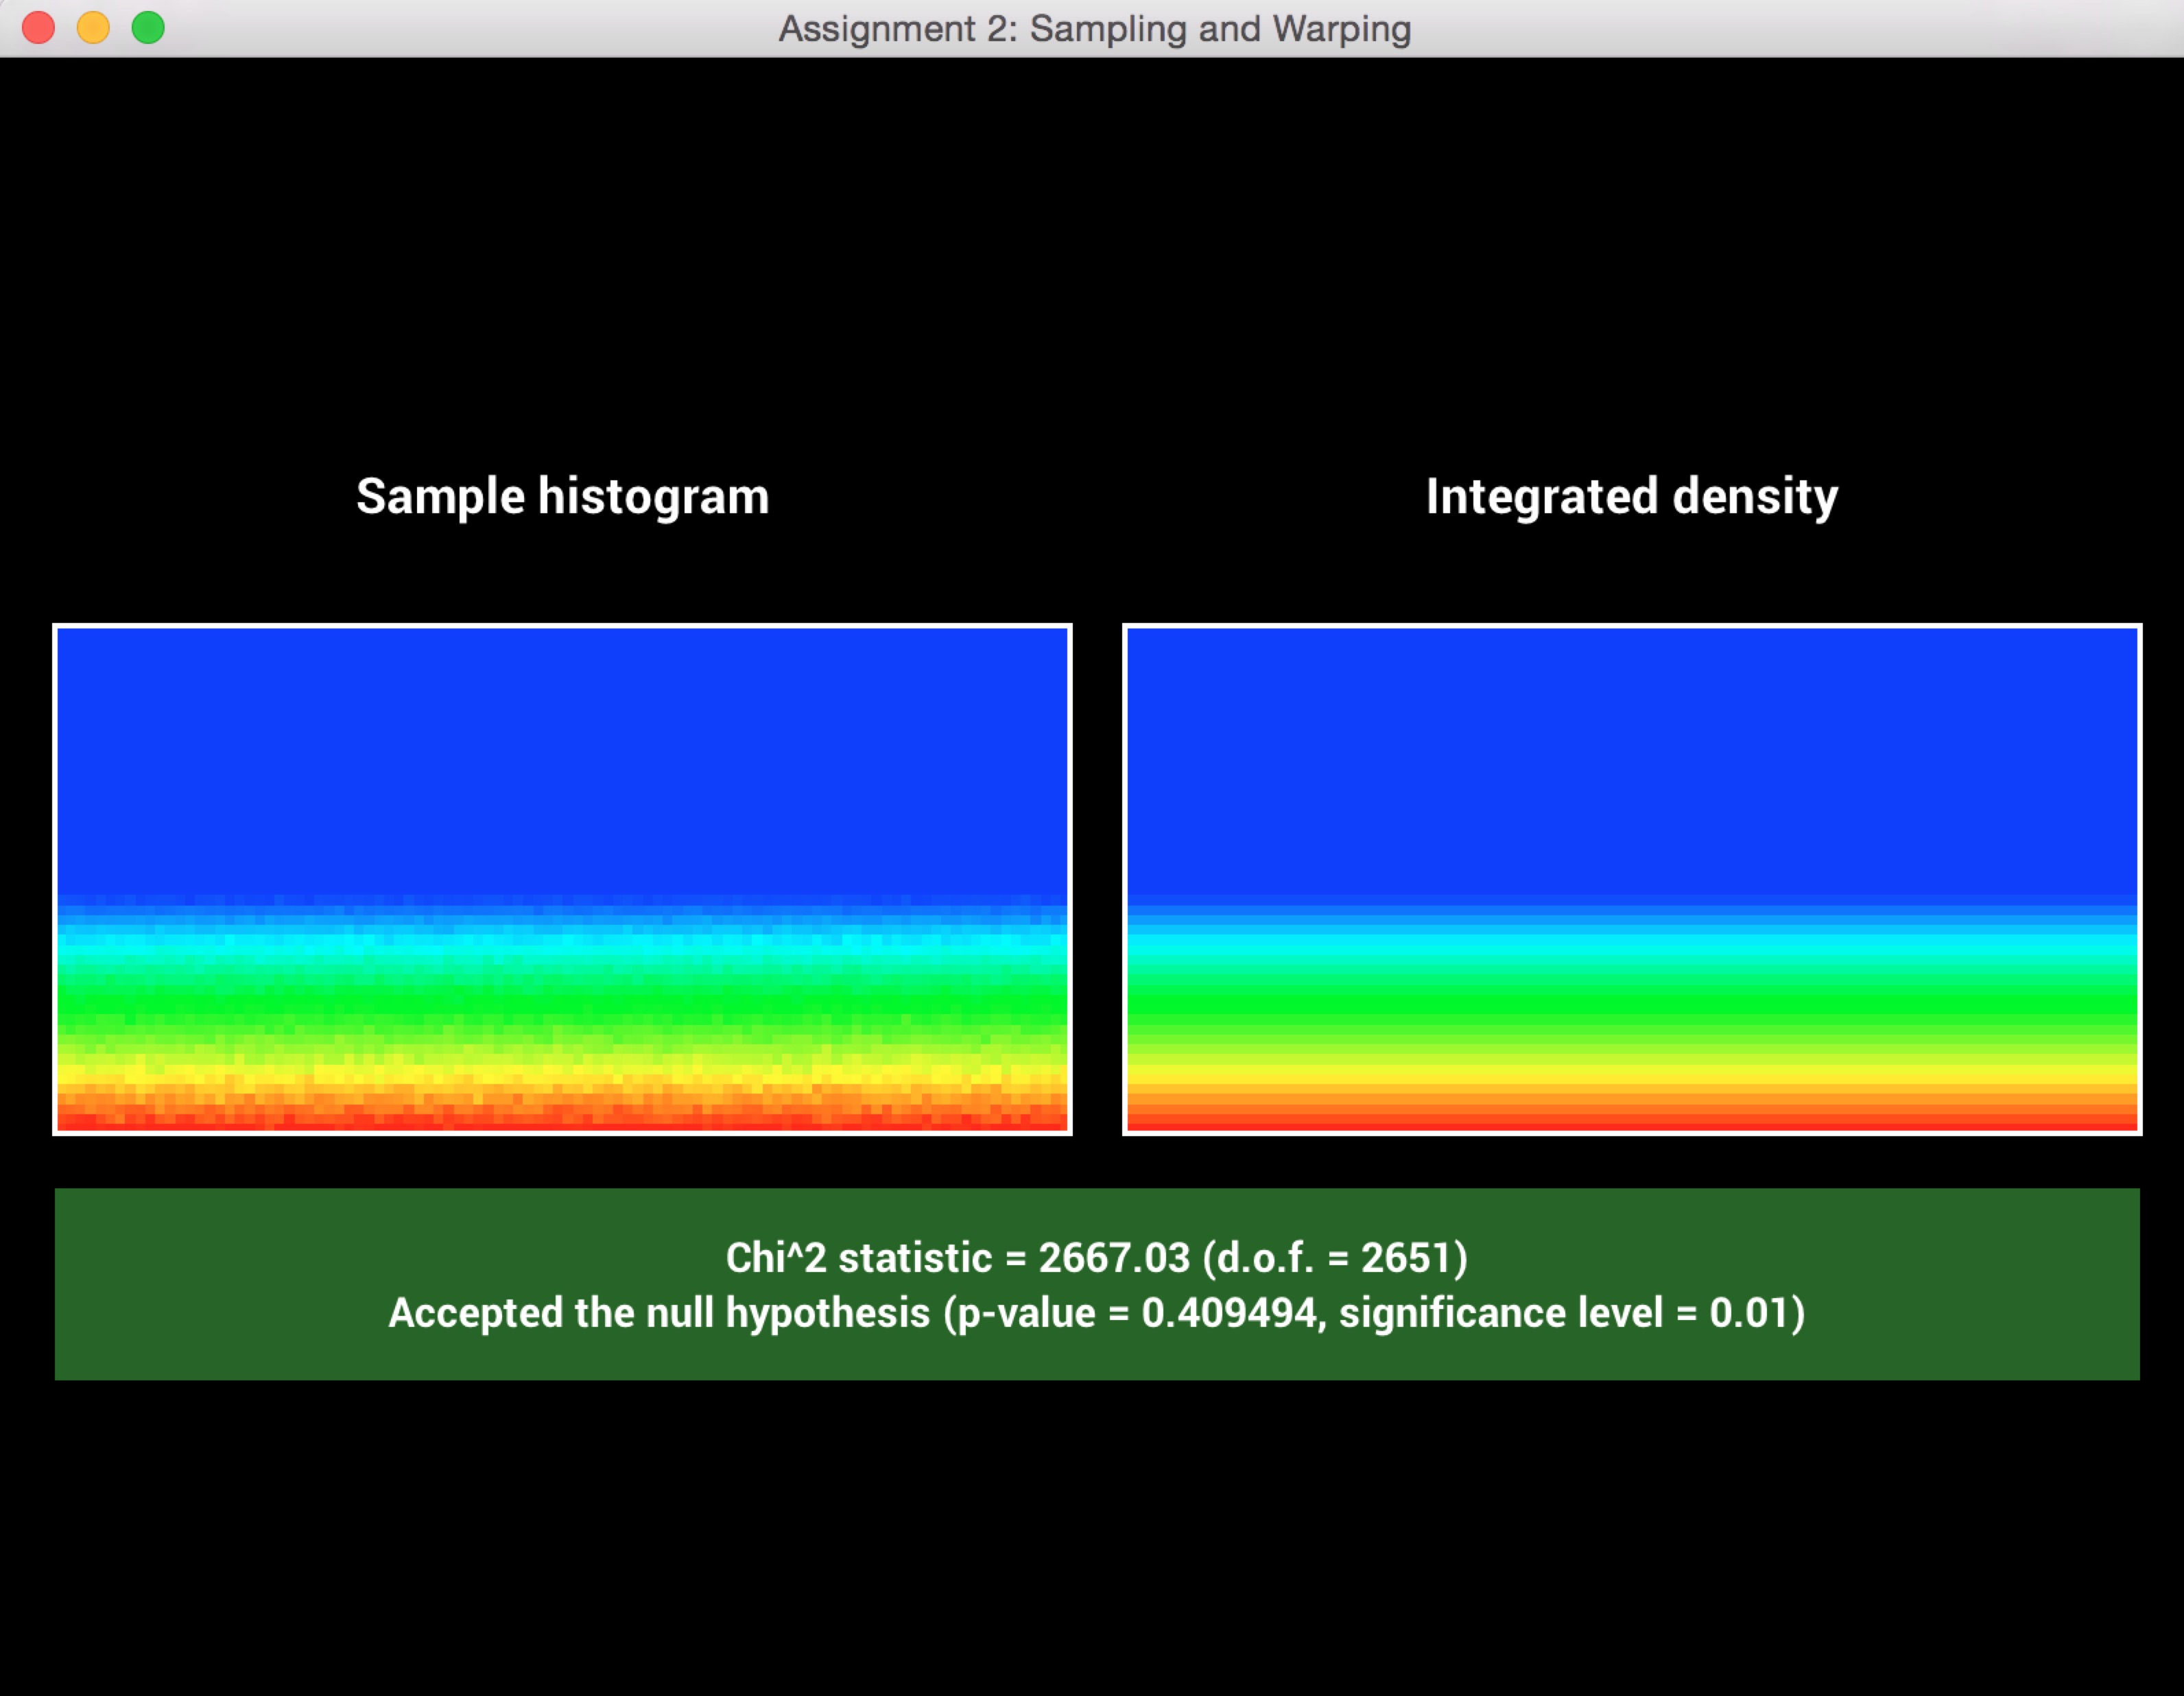 Assignment 2: Sampling and Warping
Sample histogram
Integrated density
Chi^2 statistic = 2667.03 (d.o.f. = 2651)
Accepted the null hypothesis (p-value = 0.409494, significance level = 0.01)